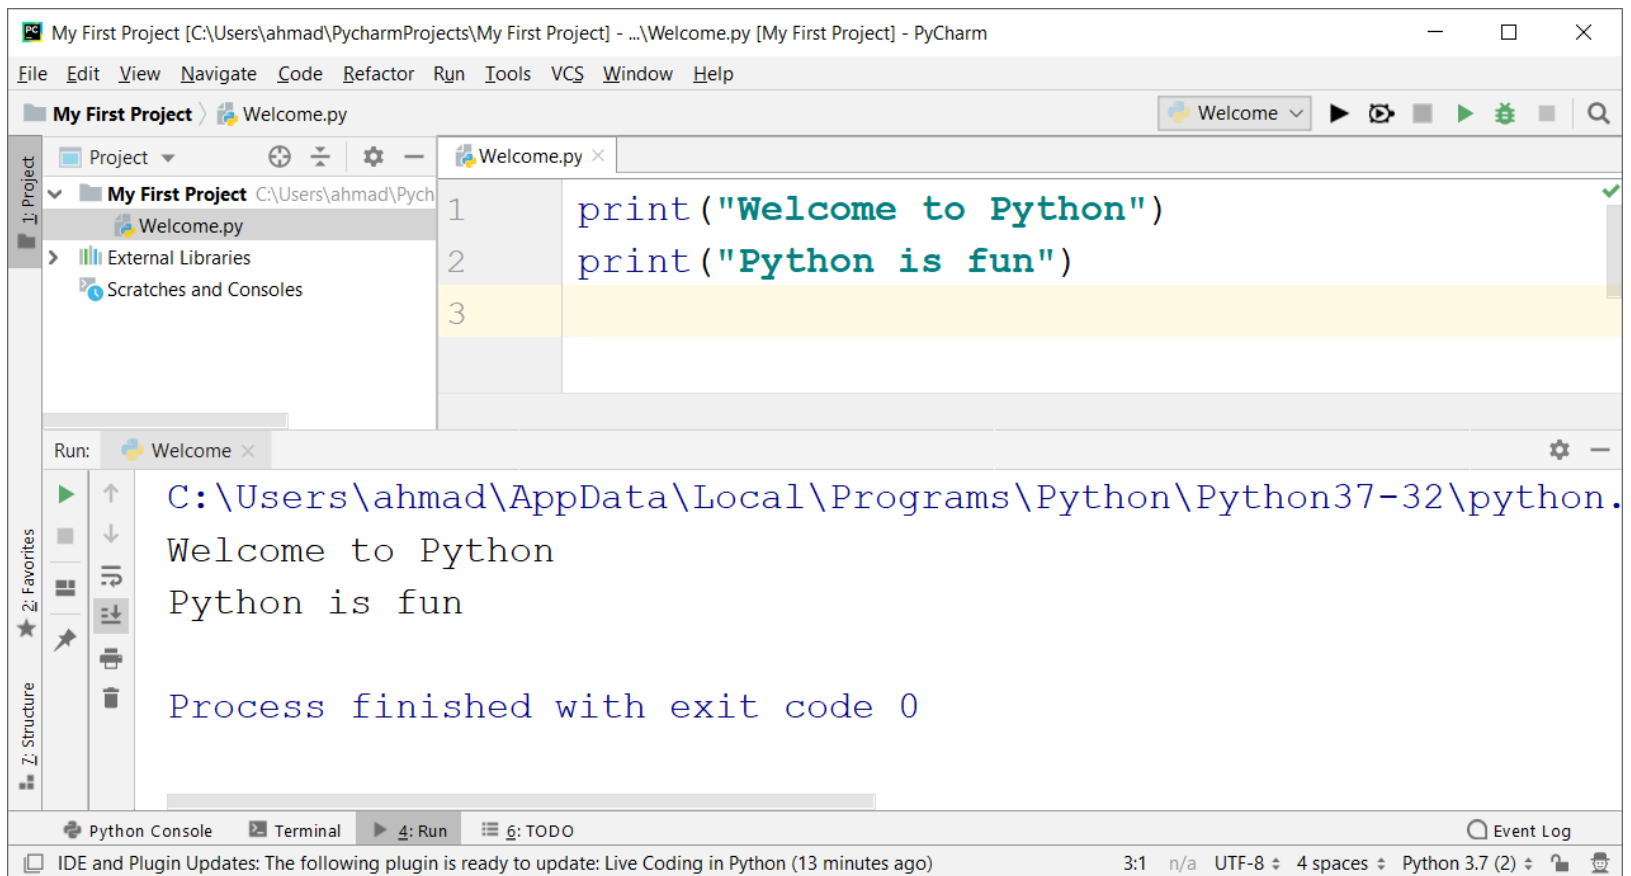 My First Project [C:\Users\ahmad\PycharmProjects\My First Project] - ...\Welcome.py [My First Project] - PyCharm
File Edit View Navigate Code Refactor Run Tools VCS Window Help
My First Project Welcome.py
Welcome
1: Project
Project
My First Project C:\Users\ahmad\Pych
Welcome.py
External Libraries
Scratches and Consoles
Welcome.py
1 print("Welcome to Python")
2 print("Python is fun")
3
Run: Welcome
2: Favorites
7: Structure
C:\Users\ahmad\AppData\Local\Programs\Python\Python37-32\python.
Welcome to Python
Python is fun
Process finished with exit code 0
Python Console Terminal 4: Run 6: TODO Event Log
IDE and Plugin Updates: The following plugin is ready to update: Live Coding in Python (13 minutes ago) 3:1 n/a UTF-8 4 spaces Python 3.7 (2)